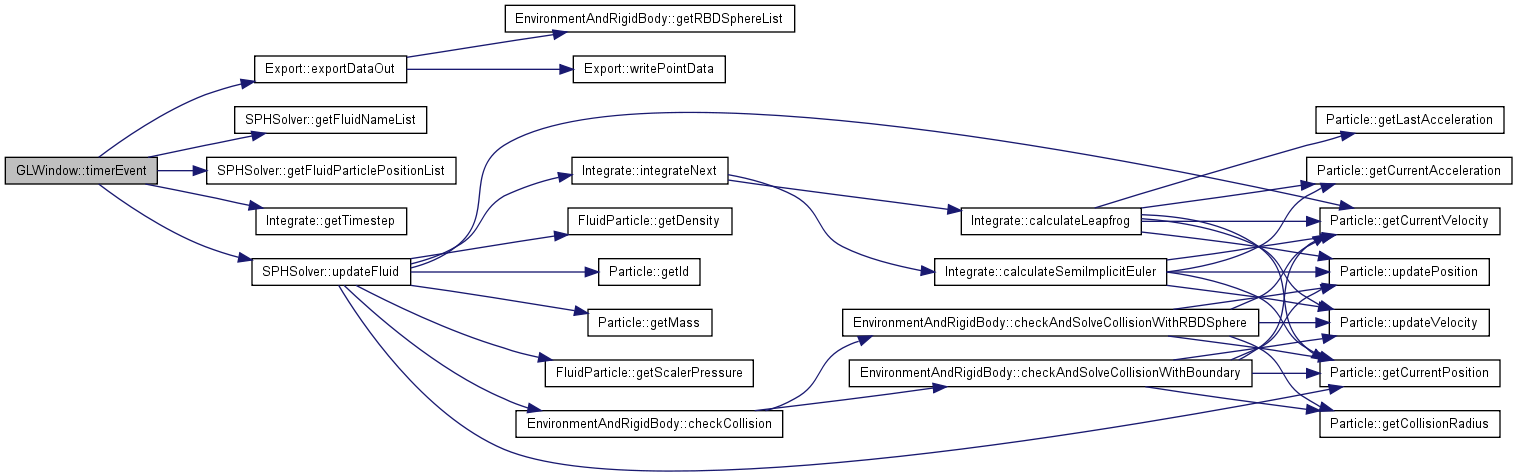 GLWindow::timerEvent
Export::exportDataOut
SPHSolver::getFluidNameList
SPHSolver::getFluidParticlePositionList
Integrate::getTimestep
SPHSolver::updateFluid
EnvironmentAndRigidBody::getRBDSphereList
Export::writePointData
Integrate::integrateNext
FluidParticle::getDensity
Particle::getId
Particle::getMass
FluidParticle::getScalerPressure
EnvironmentAndRigidBody::checkCollision
Integrate::calculateLeapfrog
Integrate::calculateSemiImplicitEuler
EnvironmentAndRigidBody::checkAndSolveCollisionWithRBDSphere
EnvironmentAndRigidBody::checkAndSolveCollisionWithBoundary
Particle::getLastAcceleration
Particle::getCurrentAcceleration
Particle::getCurrentVelocity
Particle::updatePosition
Particle::updateVelocity
Particle::getCurrentPosition
Particle::getCollisionRadius